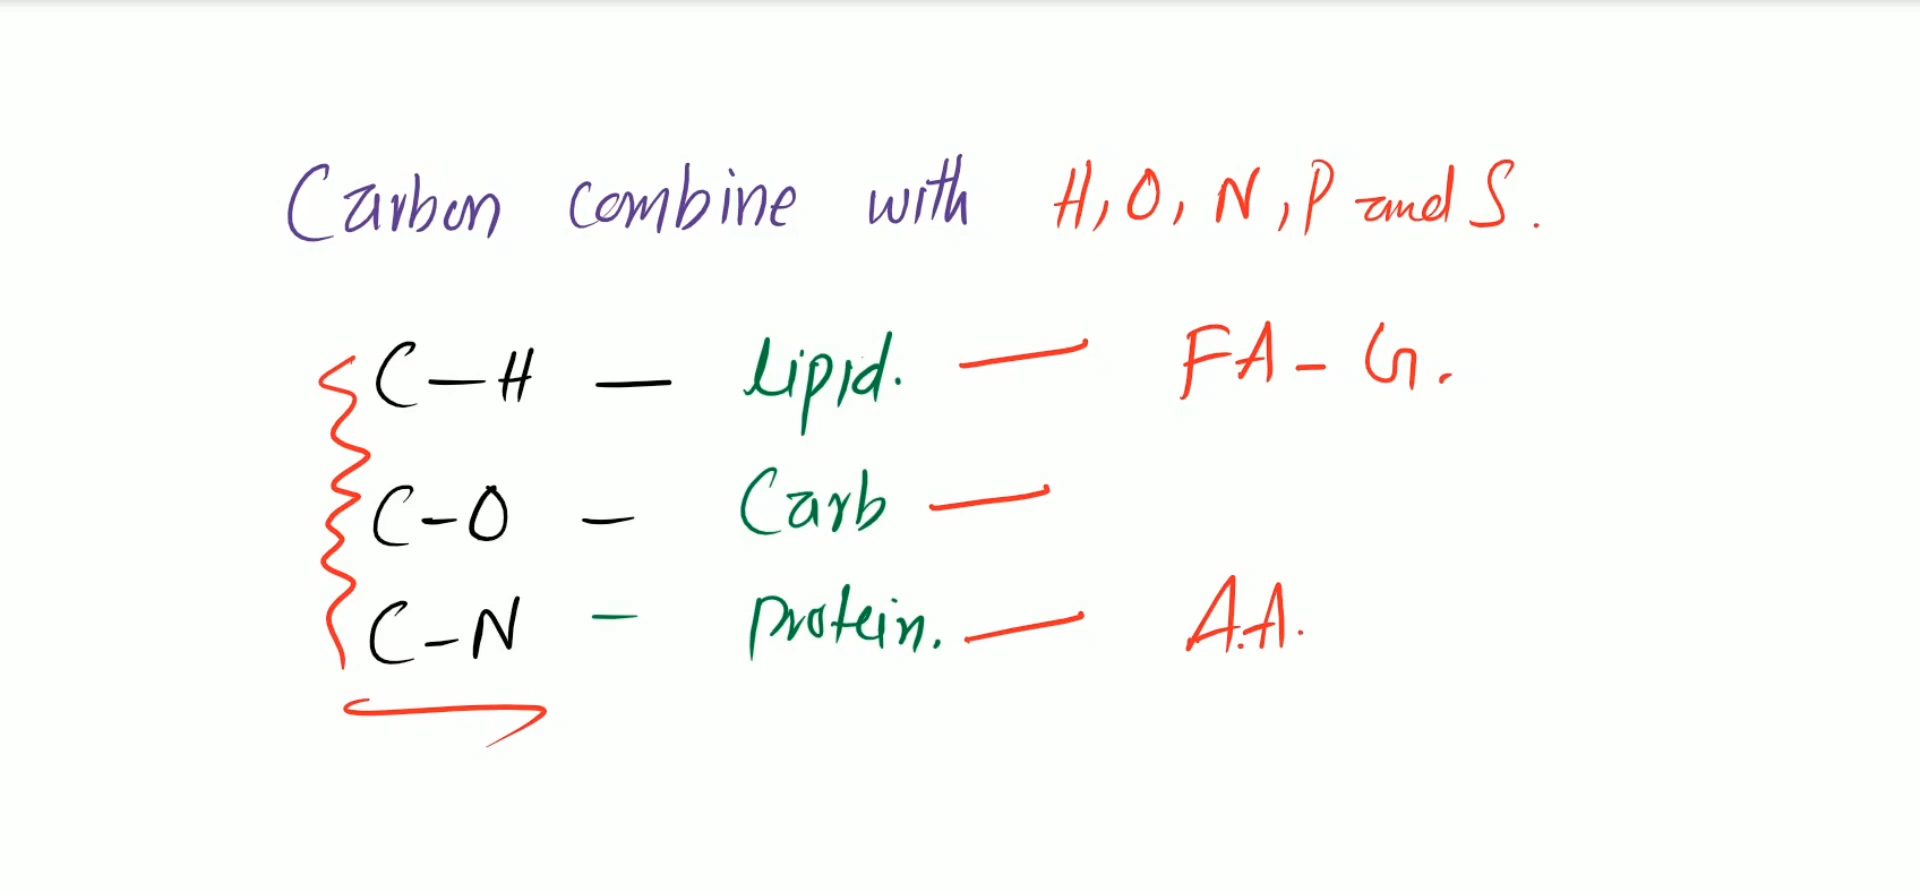 Carbon combine with H, O, N, P and S.
C-H — Lipid. — FA - G.
C-O - Carb —
C-N - Protein. — A.A.